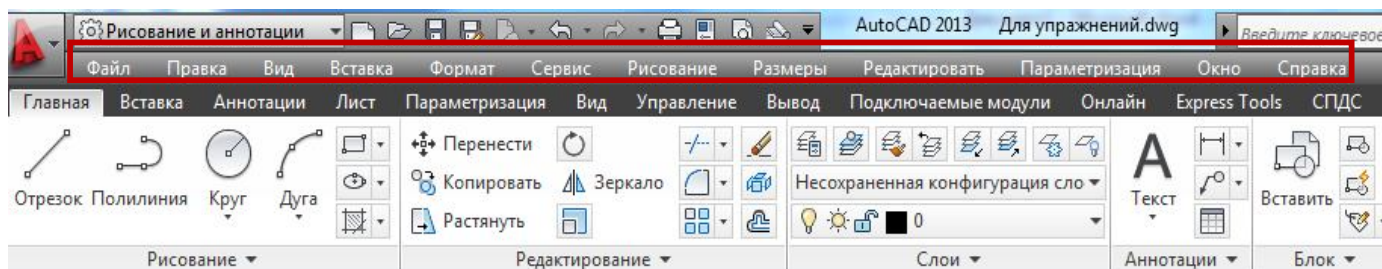 Рисование и аннотации AutoCAD 2013 Для упражнений.dwg Введите ключевое
Файл Правка Вид Вставка Формат Сервис Рисование Размеры Редактировать Параметризация Окно Справка
Главная Вставка Аннотации Лист Параметризация Вид Управление Вывод Подключаемые модули Онлайн Express Tools СПДС
Перенести
Копировать Зеркало Несохраненная конфигурация сло
Отрезок Полилиния Круг Дуга Текст Вставить
Растянуть 0
Рисование Редактирование Слои Аннотации Блок